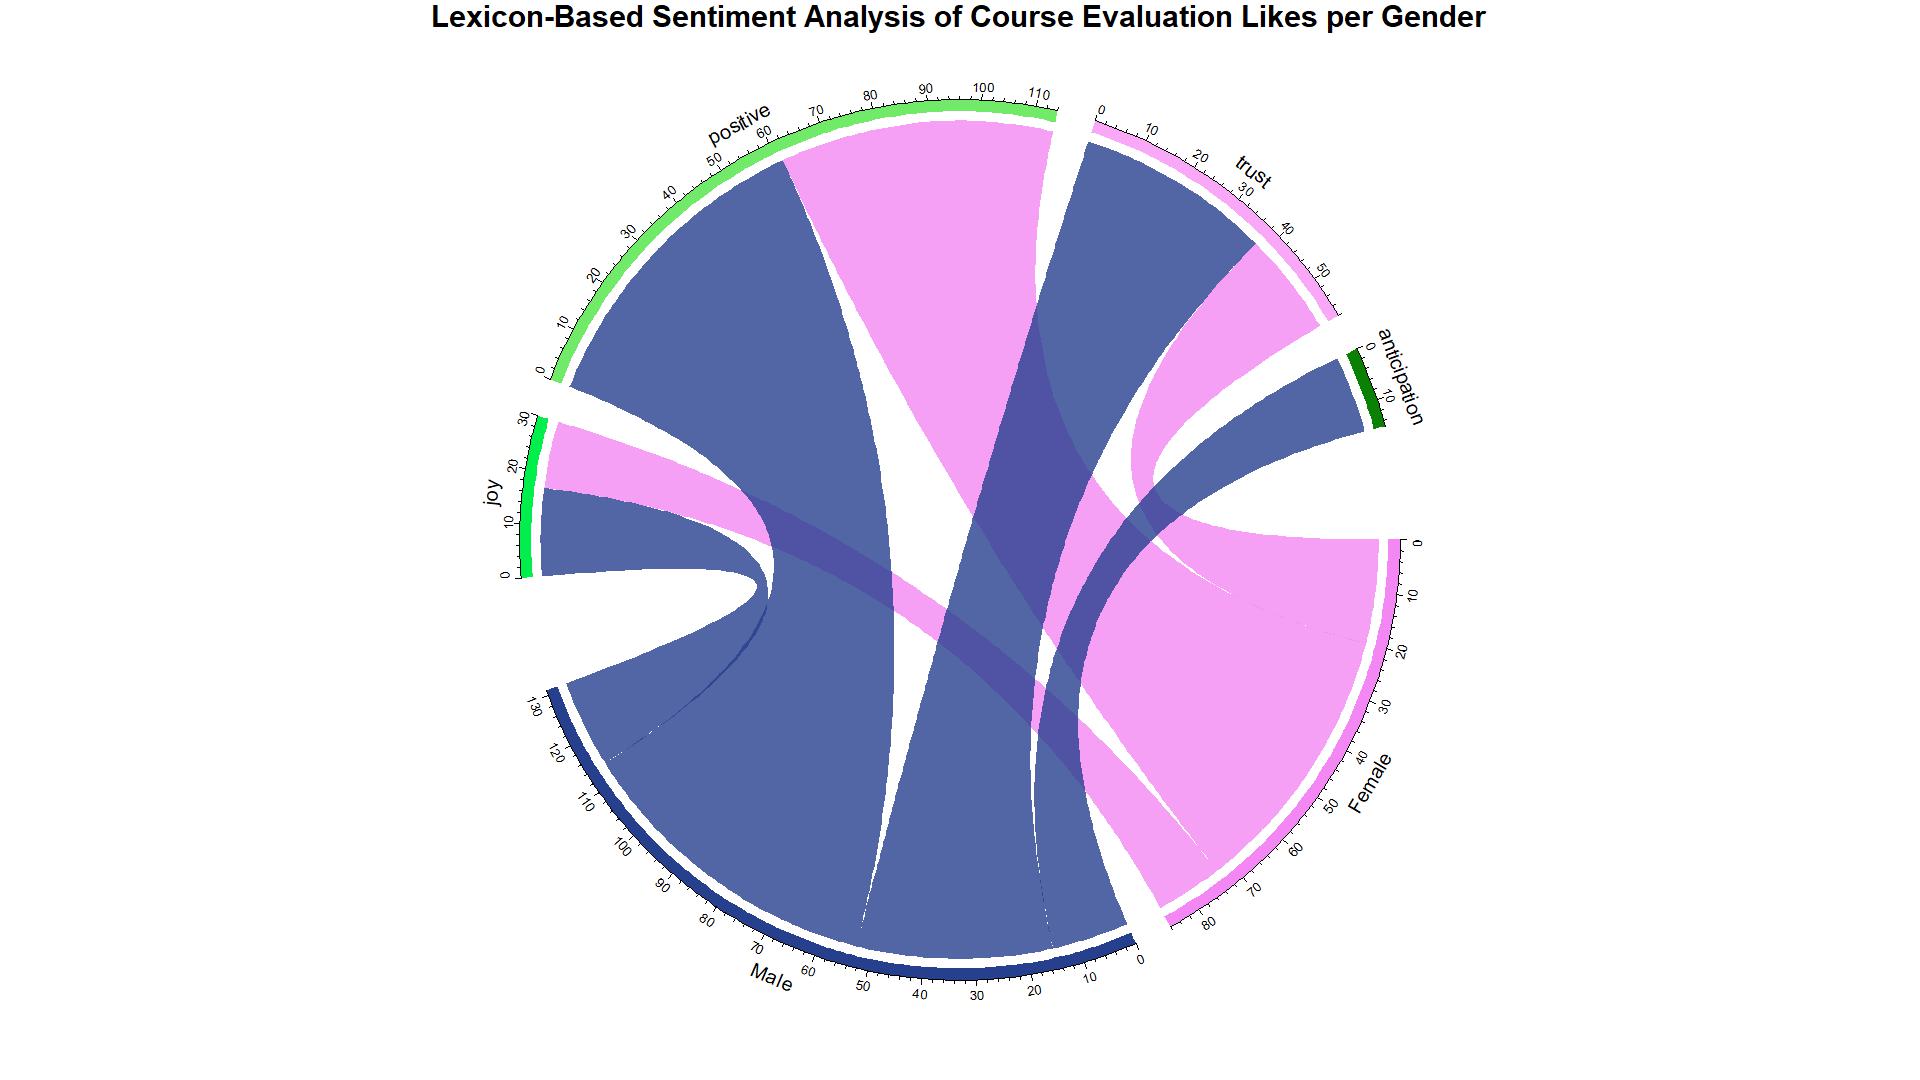 Lexicon-Based Sentiment Analysis of Course Evaluation Likes per Gender
positive
0 10 20 30 40 50 60 70 80 90 100 110
trust
0 10 20 30 40 50
anticipation
0 10
Female
0 10 20 30 40 50 60 70 80
Male
0 10 20 30 40 50 60 70 80 90 100 110 120 130
joy
0 10 20 30